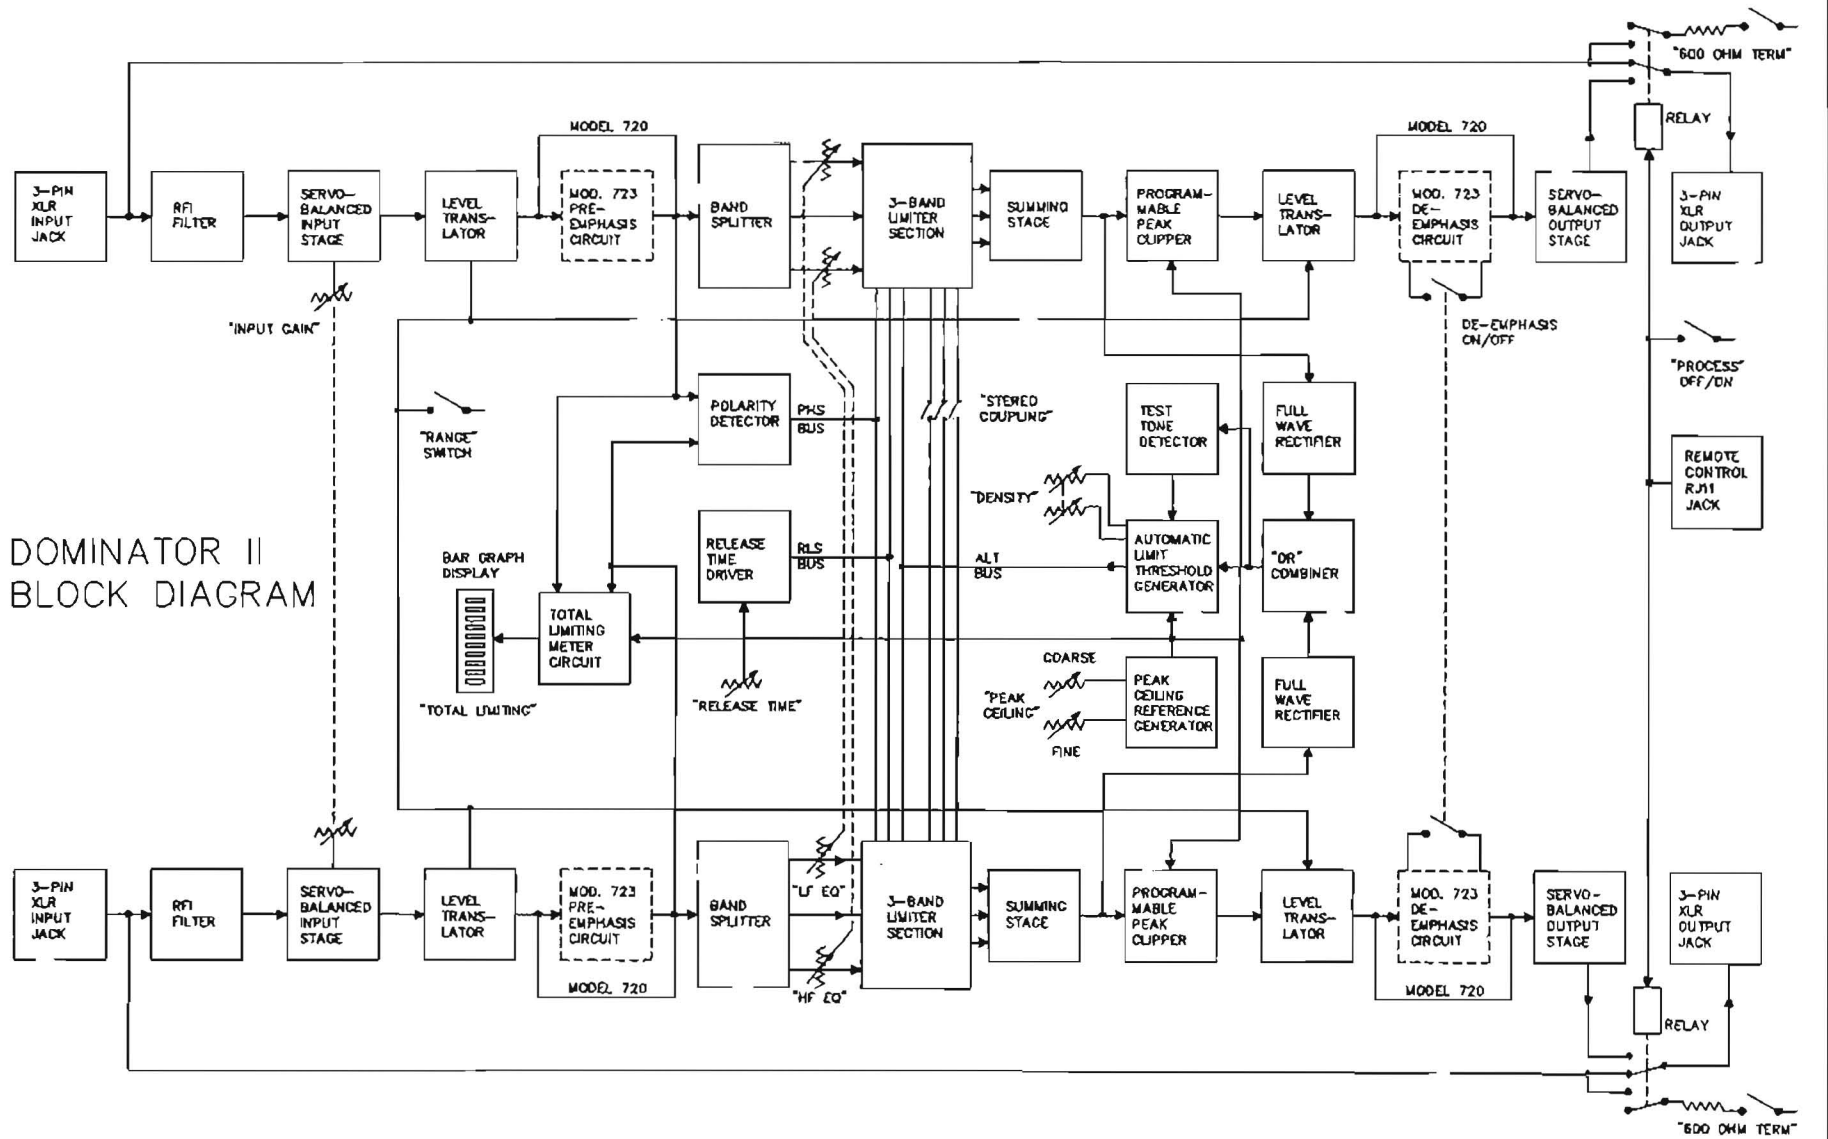 "600 OHM TERM"
RELAY
MODEL 720
MODEL 720
3-PIN
XLR
INPUT
JACK
RFI
FILTER
SERVO-
BALANCED
INPUT
STAGE
LEVEL
TRANS-
LATOR
MOD. 723
PRE-
EMPHASIS
CIRCUIT
BAND
SPLITTER
3-BAND
LIMITER
SECTION
SUMMING
STAGE
PROGRAM-
MABLE
PEAK
CLIPPER
LEVEL
TRANS-
LATOR
MOD. 723
DE-
EMPHASIS
CIRCUIT
SERVO-
BALANCED
OUTPUT
STAGE
3-PIN
XLR
OUTPUT
JACK
"INPUT GAIN"
DE-EMPHASIS
ON/OFF
"PROCESS"
OFF/ON
"RANGE"
SWITCH
POLARITY
DETECTOR
PHS
BUS
"STEREO
COUPLING"
TEST
TONE
DETECTOR
FULL
WAVE
RECTIFIER
REMOTE
CONTROL
RJ11
JACK
"DENSITY"
DOMINATOR II
BLOCK DIAGRAM
BAR GRAPH
DISPLAY
RELEASE
TIME
DRIVER
RLS
BUS
ALT
BUS
AUTOMATIC
LIMIT
THRESHOLD
GENERATOR
"OR"
COMBINER
TOTAL
LIMITING
METER
CIRCUIT
"TOTAL LIMITING"
"RELEASE TIME"
COARSE
"PEAK
CEILING"
FINE
PEAK
CEILING
REFERENCE
GENERATOR
FULL
WAVE
RECTIFIER
3-PIN
XLR
INPUT
JACK
RFI
FILTER
SERVO-
BALANCED
INPUT
STAGE
LEVEL
TRANS-
LATOR
MOD. 723
PRE-
EMPHASIS
CIRCUIT
BAND
SPLITTER
"LF EQ"
"HF EQ"
3-BAND
LIMITER
SECTION
SUMMING
STAGE
PROGRAM-
MABLE
PEAK
CLIPPER
LEVEL
TRANS-
LATOR
MOD. 723
DE-
EMPHASIS
CIRCUIT
SERVO-
BALANCED
OUTPUT
STAGE
3-PIN
XLR
OUTPUT
JACK
MODEL 720
MODEL 720
RELAY
"600 OHM TERM"